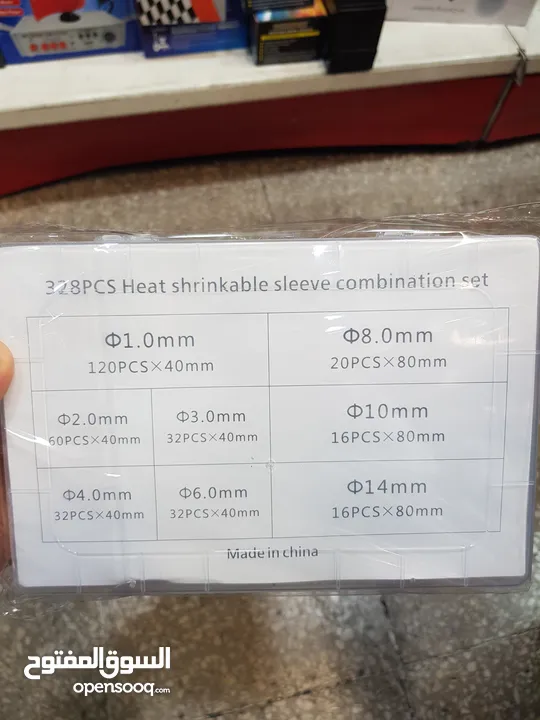 328PCS Heat shrinkable sleeve combination set
Φ1.0mm
120PCS×40mm
Φ8.0mm
20PCS×80mm
Φ2.0mm
60PCS×40mm
Φ3.0mm
32PCS×40mm
Φ10mm
16PCS×80mm
Φ4.0mm
32PCS×40mm
Φ6.0mm
32PCS×40mm
Φ14mm
16PCS×80mm
Made in china
السوق المفتوح
opensooq.com